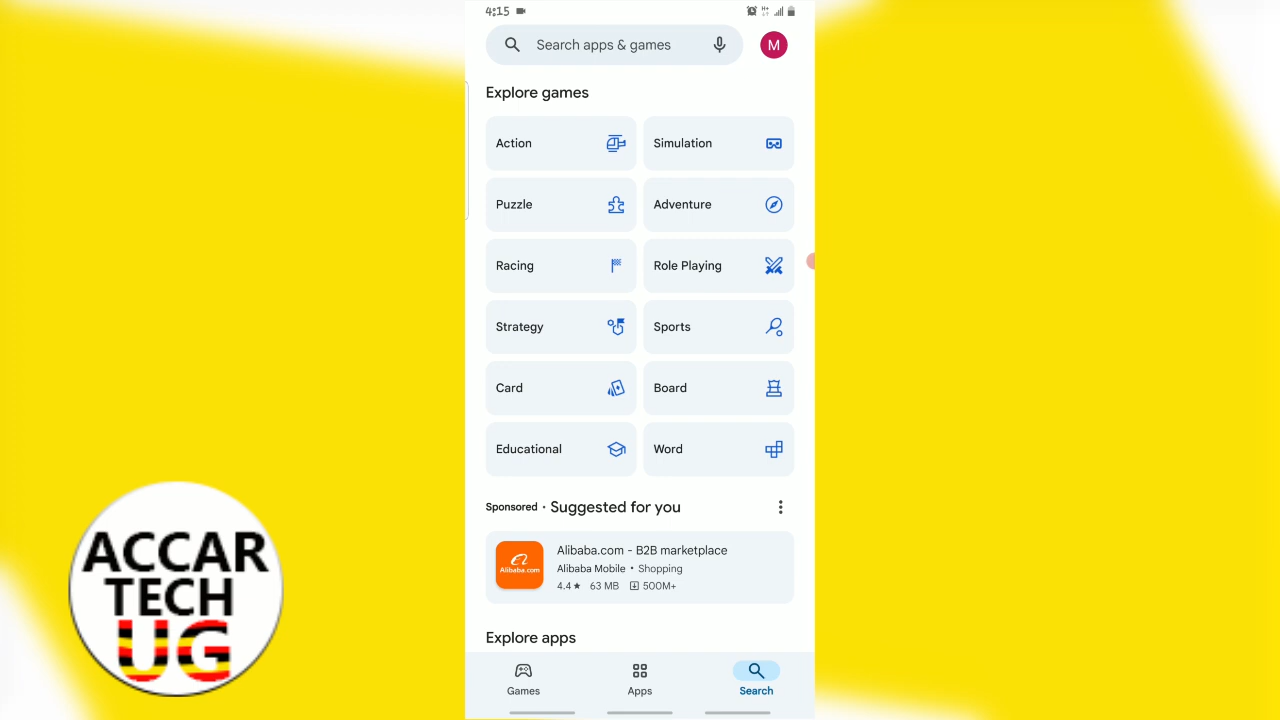 4:15
H+
Search apps & games
M
Explore games
Action
Simulation
Puzzle
Adventure
Racing
Role Playing
Strategy
Sports
Card
Board
Educational
Word
Sponsored · Suggested for you
Alibaba.com
Alibaba.com - B2B marketplace
Alibaba Mobile • Shopping
4.4★ 63 MB 500M+
Explore apps
Games
Apps
Search
ACCAR
TECH
UG